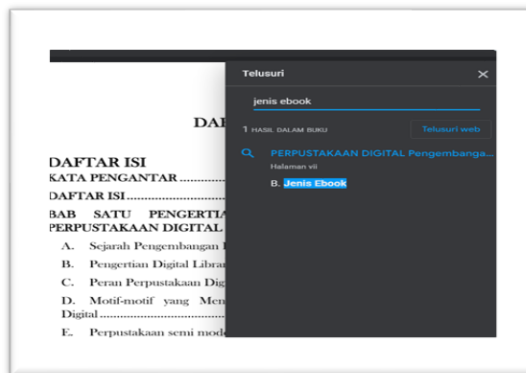 DA
DAFTAR ISI
KATA PENGANTAR
DAFTAR ISI
BAB SATU PENGERTIA
PERPUSTAKAAN DIGITAL
A. Sejarah Pengembangan
B. Pengertian Digital Librar
C. Peran Perpustakaan Dig
D. Motif-motif yang Men
Digital
E. Perpustakaan semi mode
Telusuri
jenis ebook
1 HASIL DALAM BUKU
Telusuri web
PERPUSTAKAAN DIGITAL Pengembanga...
Halaman vii
B. Jenis Ebook